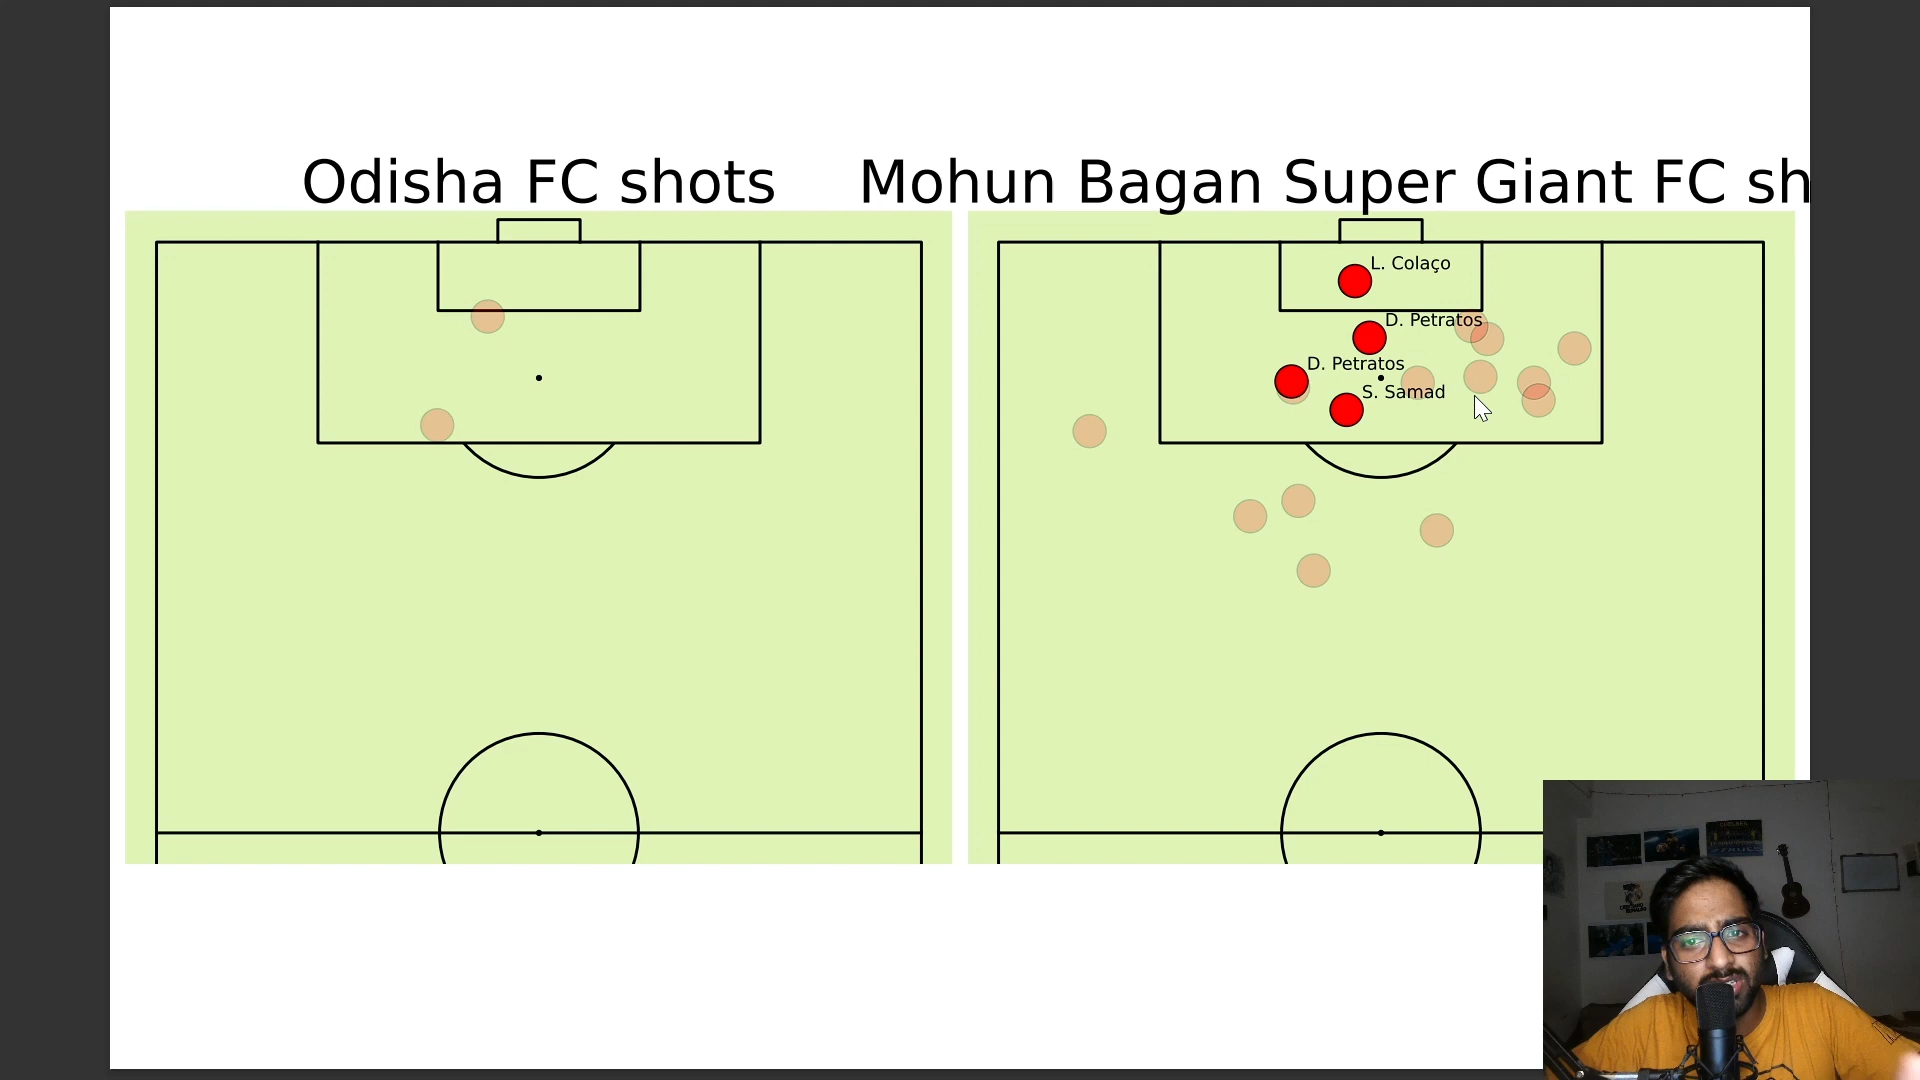 Odisha FC shots
Mohun Bagan Super Giant FC sh
L. Colaço
D. Petratos
D. Petratos
S. Samad